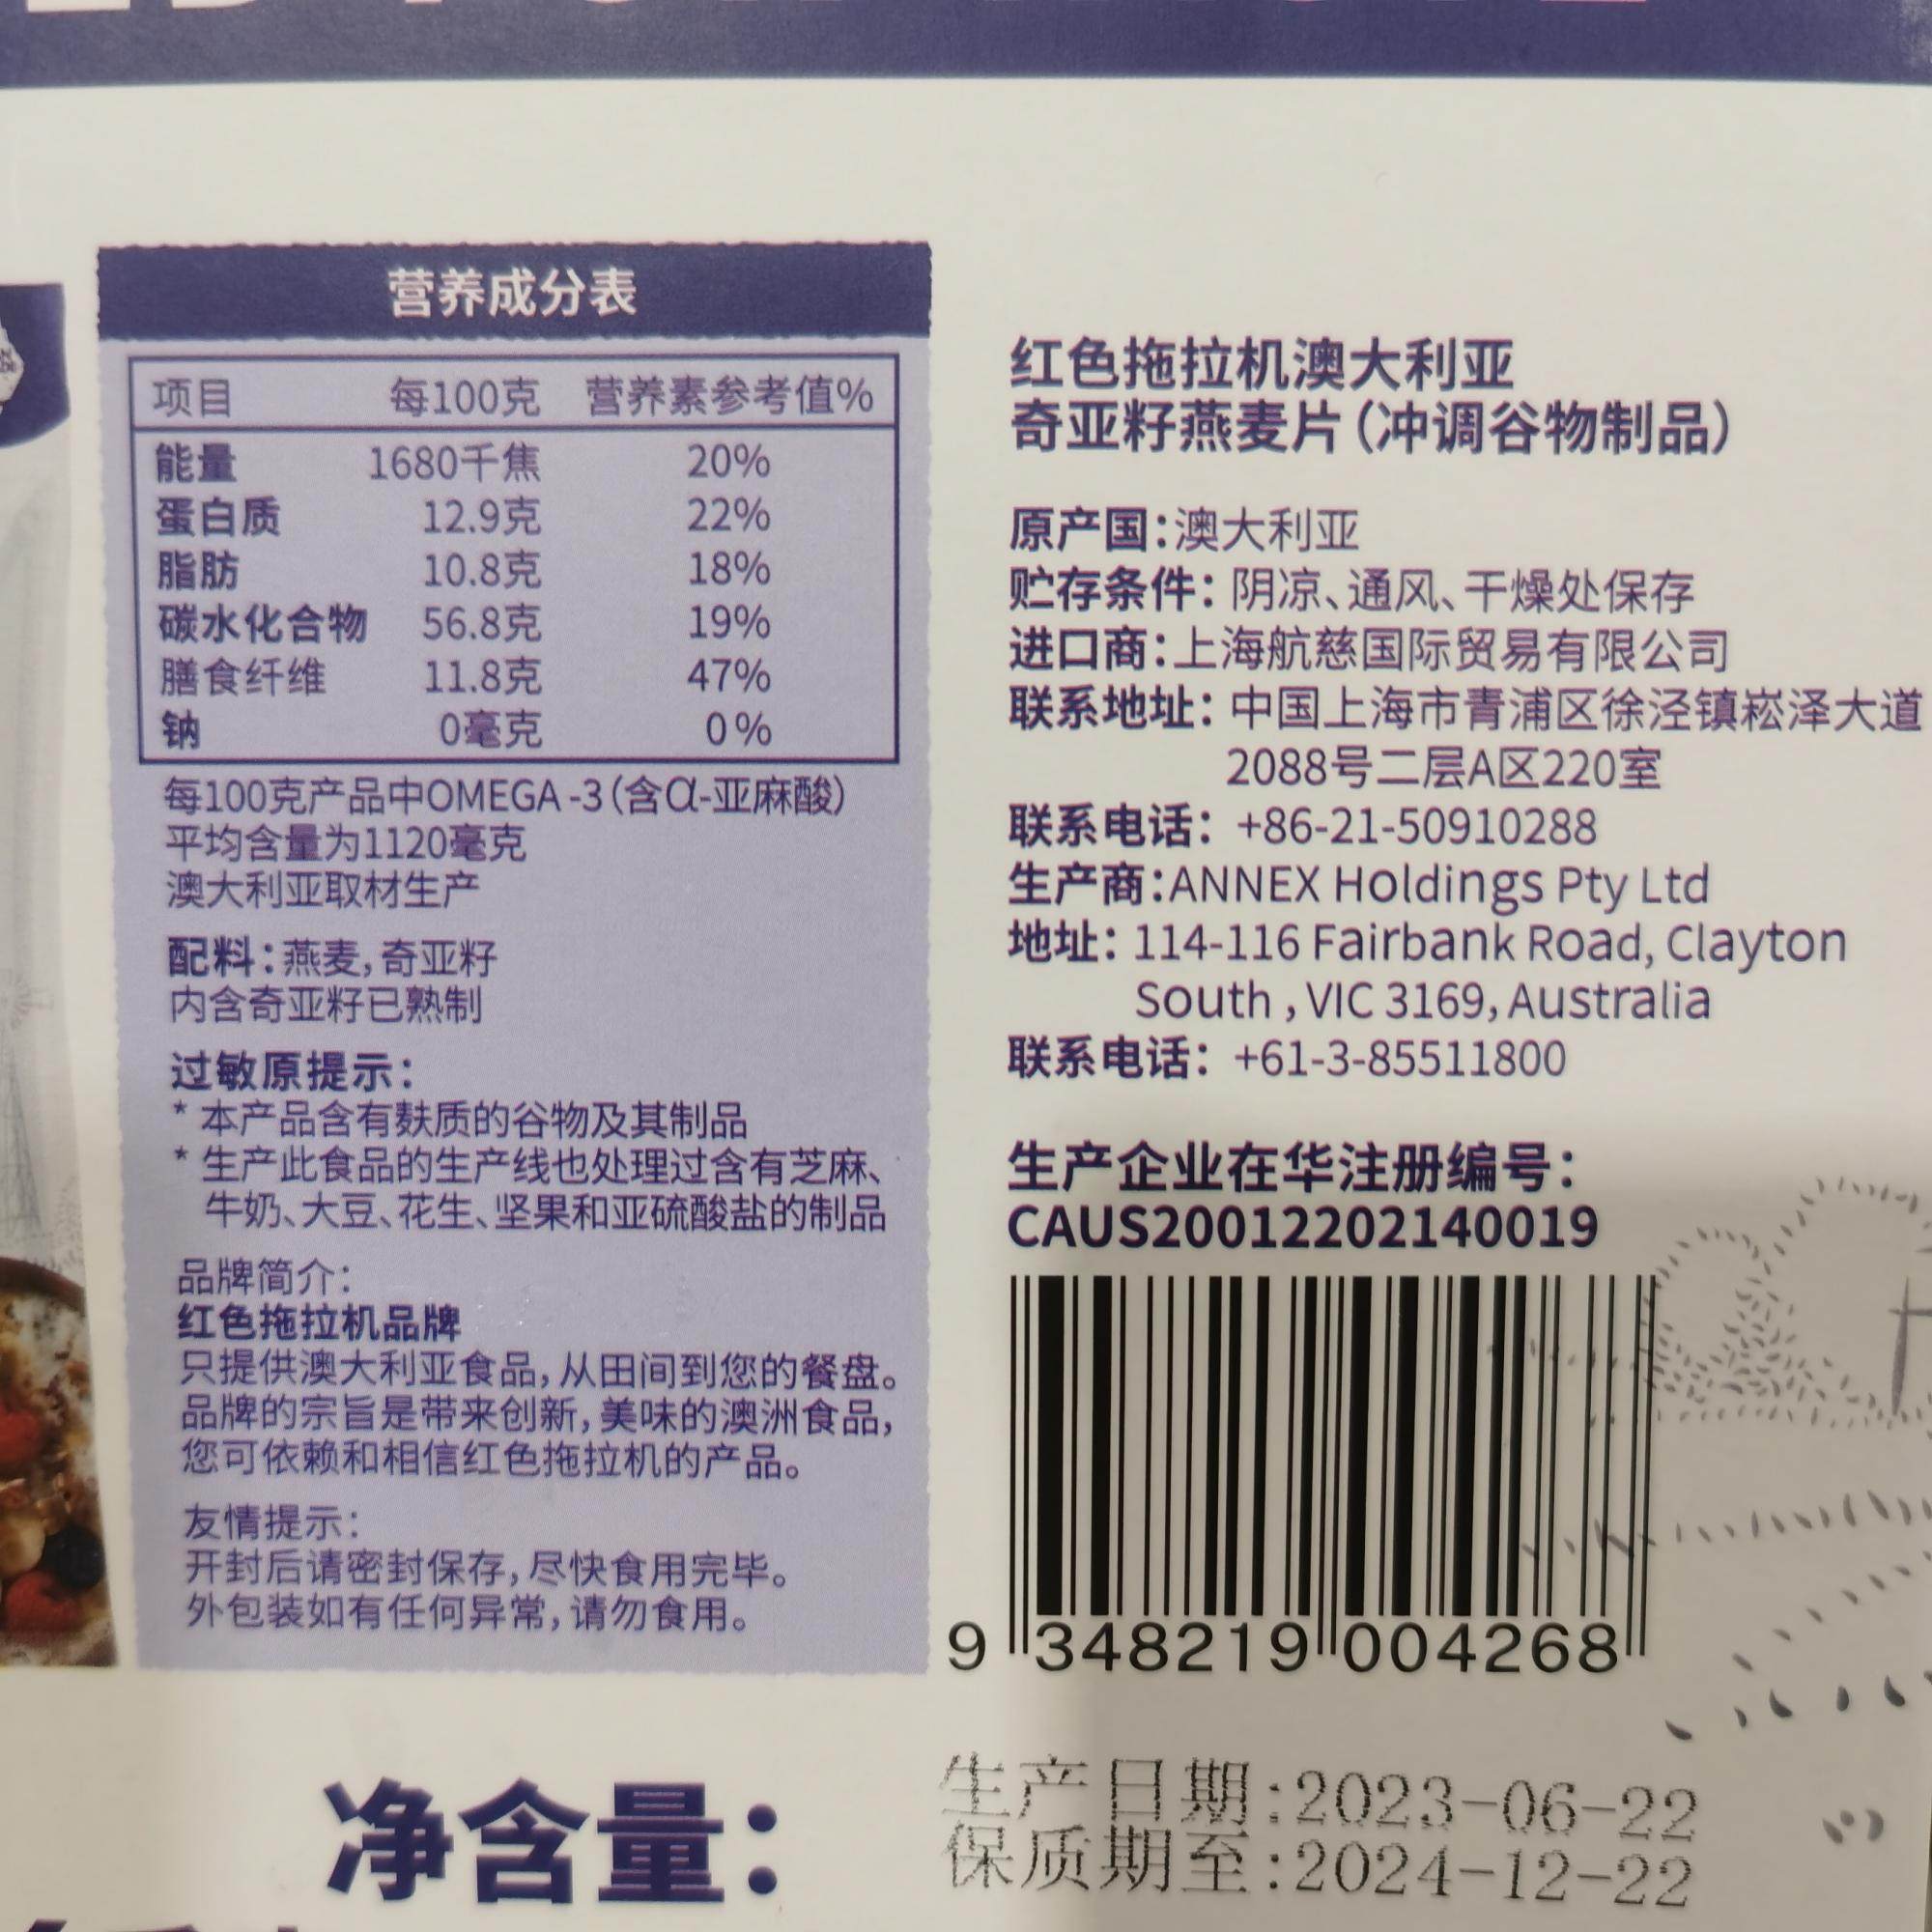 营养成分表
项目 每100克 营养素参考值%
能量 1680千焦 20%
蛋白质 12.9克 22%
脂肪 10.8克 18%
碳水化合物 56.8克 19%
膳食纤维 11.8克 47%
钠 0毫克 0%
每100克产品中OMEGA-3(含α-亚麻酸)
平均含量为1120毫克
澳大利亚取材生产
配料:燕麦,奇亚籽
内含奇亚籽已熟制
过敏原提示:
* 本产品含有麸质的谷物及其制品
* 生产此食品的生产线也处理过含有芝麻、
牛奶、大豆、花生、坚果和亚硫酸盐的制品
品牌简介:
红色拖拉机品牌
只提供澳大利亚食品,从田间到您的餐盘。
品牌的宗旨是带来创新,美味的澳洲食品,
您可依赖和相信红色拖拉机的产品。
友情提示:
开封后请密封保存,尽快食用完毕。
外包装如有任何异常,请勿食用。
红色拖拉机澳大利亚
奇亚籽燕麦片(冲调谷物制品)
原产国:澳大利亚
贮存条件:阴凉、通风、干燥处保存
进口商:上海航慈国际贸易有限公司
联系地址:中国上海市青浦区徐泾镇崧泽大道
2088号二层A区220室
联系电话:+86-21-50910288
生产商:ANNEX Holdings Pty Ltd
地址:114-116 Fairbank Road, Clayton
South , VIC 3169, Australia
联系电话:+61-3-85511800
生产企业在华注册编号:
CAUS20012202140019
9 348219 004268
净含量:
生产日期:2023-06-22
保质期至:2024-12-22